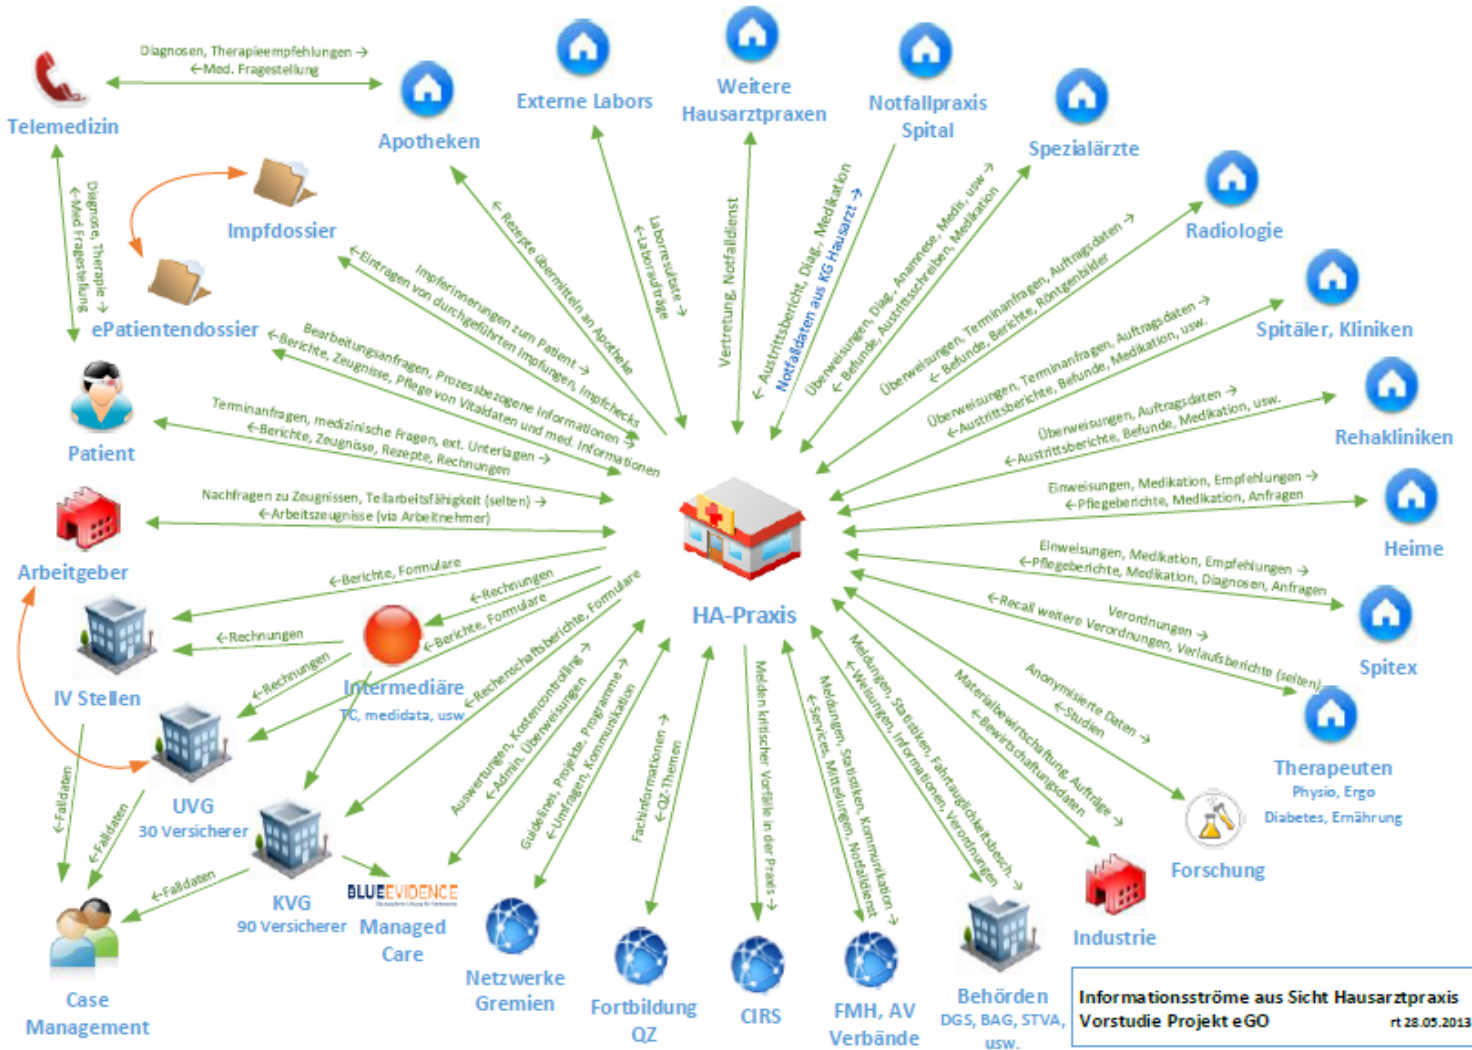 Diagnosen, Therapieempfehlungen →
←Med. Fragestellung
Telemedizin
Apotheken
Externe Labors
Weitere
Hausarztpraxen
Notfallpraxis
Spital
Spezialärzte
Radiologie
Spitäler, Kliniken
Rehakliniken
Heime
Spitex
Therapeuten
Physio, Ergo
Diabetes, Ernährung
Forschung
Industrie
Behörden
DGS, BAG, STVA,
usw.
FMH, AV
Verbände
CIRS
Fortbildung
QZ
Netzwerke
Gremien
BLUEEVIDENCE
Managed
Care
KVG
90 Versicherer
UVG
30 Versicherer
Case
Management
IV Stellen
Intermediäre
TC, medidata, usw.
Arbeitgeber
Patient
ePatientendossier
Impfdossier
HA-Praxis
Diagnose, Therapie →
←Med Fragestellung
← Rezepte übermitteln an Apotheke
Laborresultate →
←Laboraufträge
Vertretung, Notfalldienst
← Austrittsbericht, Diag., Medikation
Notfalldaten aus KG Hausarzt →
Überweisungen, Diag., Anamnese, Medis, usw →
← Befunde, Austrittsschreiben, Medikation
Überweisungen, Terminanfragen, Auftragsdaten →
← Befunde, Berichte, Röntgenbilder
Überweisungen, Terminanfragen, Auftragsdaten →
←Austrittsberichte, Befunde, Medikation, usw.
Überweisungen, Auftragsdaten →
←Austrittsberichte, Befunde, Medikation, usw.
Einweisungen, Medikation, Empfehlungen →
←Pflegeberichte, Medikation, Anfragen
Einweisungen, Medikation, Empfehlungen →
←Pflegeberichte, Medikation, Diagnosen, Anfragen
Verordnungen →
←Recall weitere Verordnungen, Verlaufsberichte (selten)
Anonymisierte Daten →
←Studien
Materialbewirtschaftung, Aufträge →
←Bewirtschaftungsdaten
Meldungen, Statistiken, Fahrtauglichkeitsbesch. →
←Weisungen, Informationen, Verordnungen
Meldungen, Statistiken, Kommunikation →
←Services, Mitteilungen, Notfalldienst
Melden kritischer Vorfälle in der Praxis →
Fachinformationen →
←QZ-Themen
Guidelines, Projekte, Programme →
←Umfragen, Kommunikation
Auswertungen, Kostencontrolling →
←Admin. Überweisungen
←Rechenschaftsberichte, Formulare
←Berichte, Formulare
←Rechnungen
←Berichte, Formulare
←Rechnungen
←Rechnungen
←Falldaten
←Falldaten
←Falldaten
Nachfragen zu Zeugnissen, Teilarbeitsfähigkeit (selten) →
←Arbeitszeugnisse (via Arbeitnehmer)
Terminanfragen, medizinische Fragen, ext. Unterlagen →
←Berichte, Zeugnisse, Rezepte, Rechnungen
Bearbeitungsanfragen, Prozessbezogene Informationen →
←Berichte, Zeugnisse, Pflege von Vitaldaten und med. Informationen
Impferinnerungen zum Patient →
←Eintragen von durchgeführten Impfungen, Impfchecks
Informationsströme aus Sicht Hausarztpraxis
Vorstudie Projekt eGO rt 28.05.2013